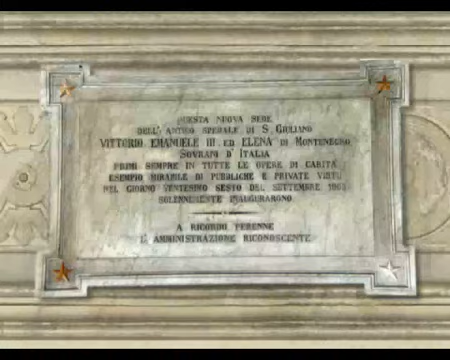 QUESTA NUOVA SEDE
DELL' ANTICO SPEDALE DI S. GIULIANO
VITTORIO EMANUELE III. ED ELENA DI MONTENEGRO
SOVRANI D' ITALIA
PRIMI SEMPRE IN TUTTE LE OPERE DI CARITÀ
ESEMPIO MIRABILE DI PUBBLICHE E PRIVATE VIRTÙ
NEL GIORNO VENTESIMO SESTO DEL SETTEMBRE
SOLENNEMENTE INAUGURARONO
A RICORDO PERENNE
L' AMMINISTRAZIONE RICONOSCENTE